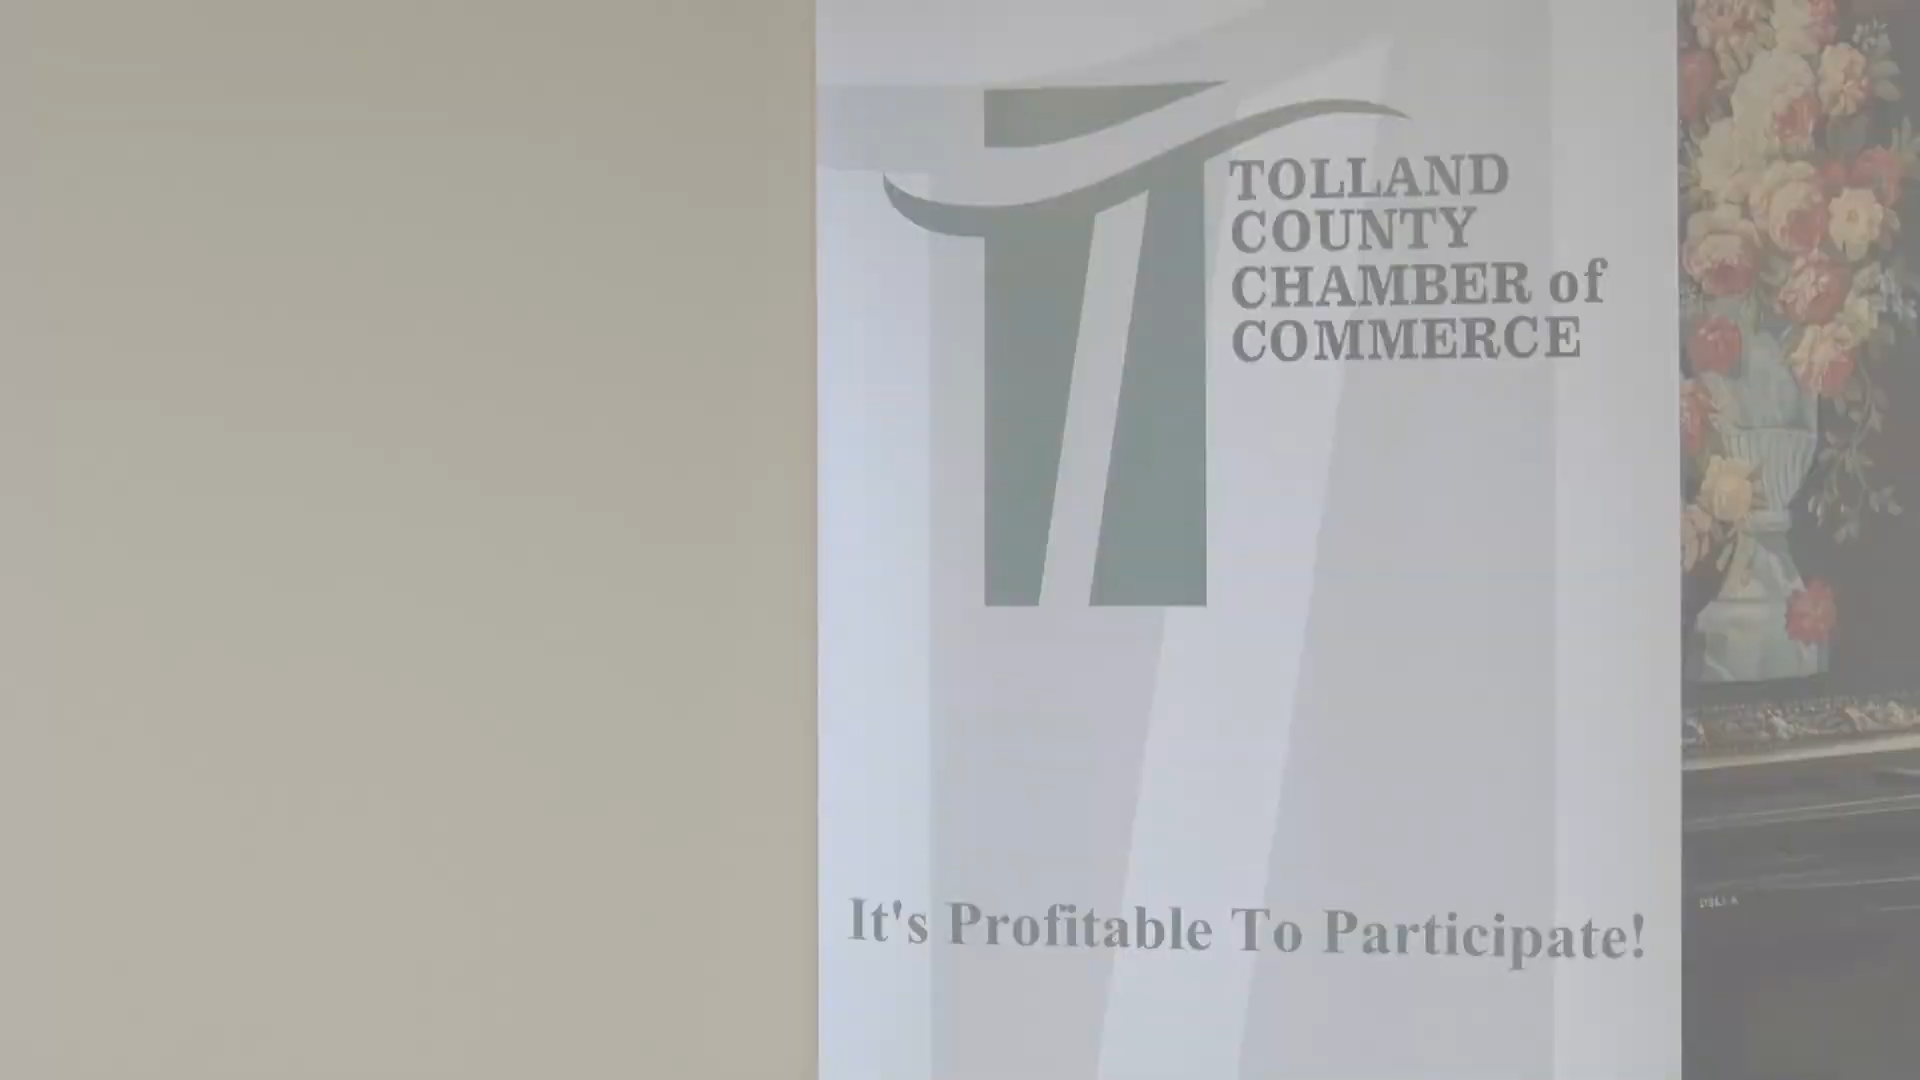 TOLLAND
COUNTY
CHAMBER of
COMMERCE
It's Profitable To Participate!